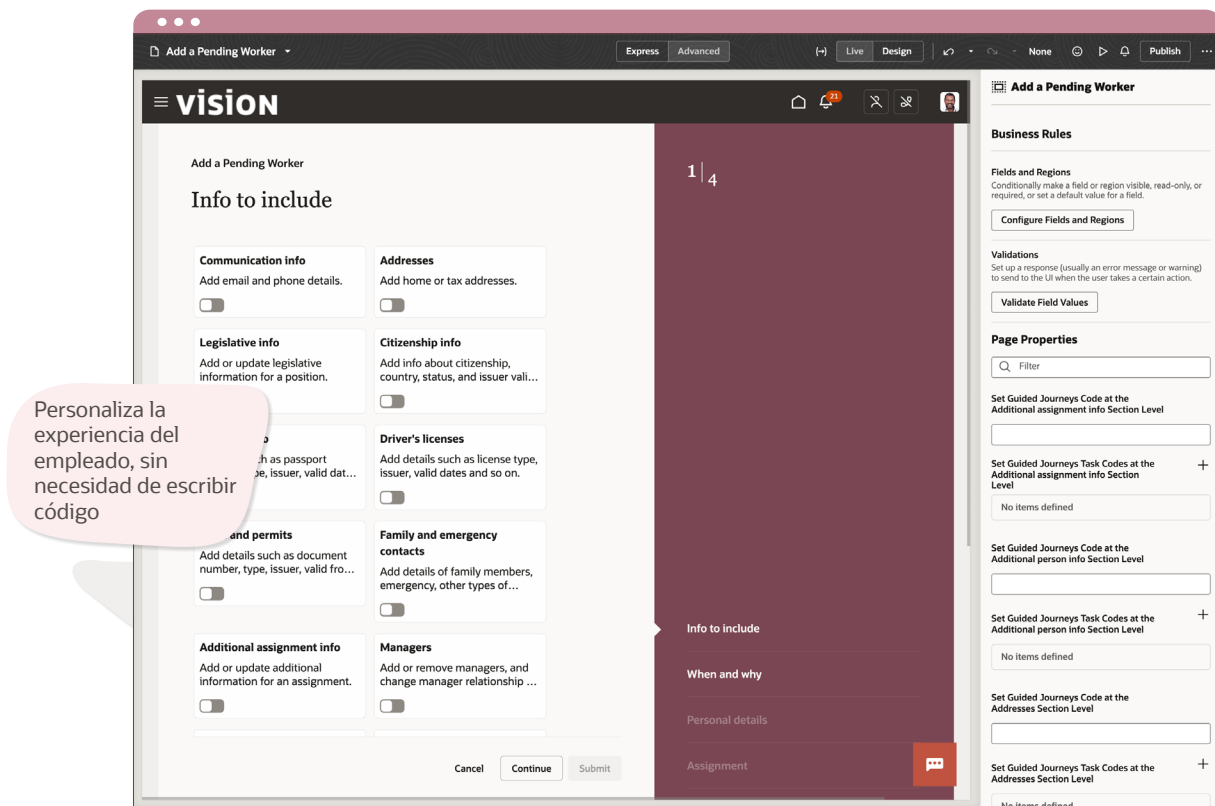 Add a Pending Worker
Express
Advanced
Live
Design
None
Publish
vision
21
Add a Pending Worker
Info to include
Communication info
Add email and phone details.
Addresses
Add home or tax addresses.
Legislative info
Add or update legislative
information for a position.
Citizenship info
Add info about citizenship,
country, status, and issuer vali...
Driver's licenses
Add details such as license type,
issuer, valid dates and so on.
and permits
Add details such as document
number, type, issuer, valid fro...
Family and emergency
contacts
Add details of family members,
emergency, other types of...
Additional assignment info
Add or update additional
information for an assignment.
Managers
Add or remove managers, and
change manager relationship ...
Cancel
Continue
Submit
Personaliza la
experiencia del
empleado, sin
necesidad de escribir
código
as passport
issuer, valid dat...
1 | 4
Info to include
When and why
Personal details
Assignment
Add a Pending Worker
Business Rules
Fields and Regions
Conditionally make a field or region visible, read-only, or
required, or set a default value for a field.
Configure Fields and Regions
Validations
Set up a response (usually an error message or warning)
to send to the UI when the user takes a certain action.
Validate Field Values
Page Properties
Filter
Set Guided Journeys Code at the
Additional assignment info Section Level
Set Guided Journeys Task Codes at the
Additional assignment info Section
Level
No items defined
Set Guided Journeys Code at the
Additional person info Section Level
Set Guided Journeys Task Codes at the
Additional person info Section Level
No items defined
Set Guided Journeys Code at the
Addresses Section Level
Set Guided Journeys Task Codes at the
Addresses Section Level
No items defined